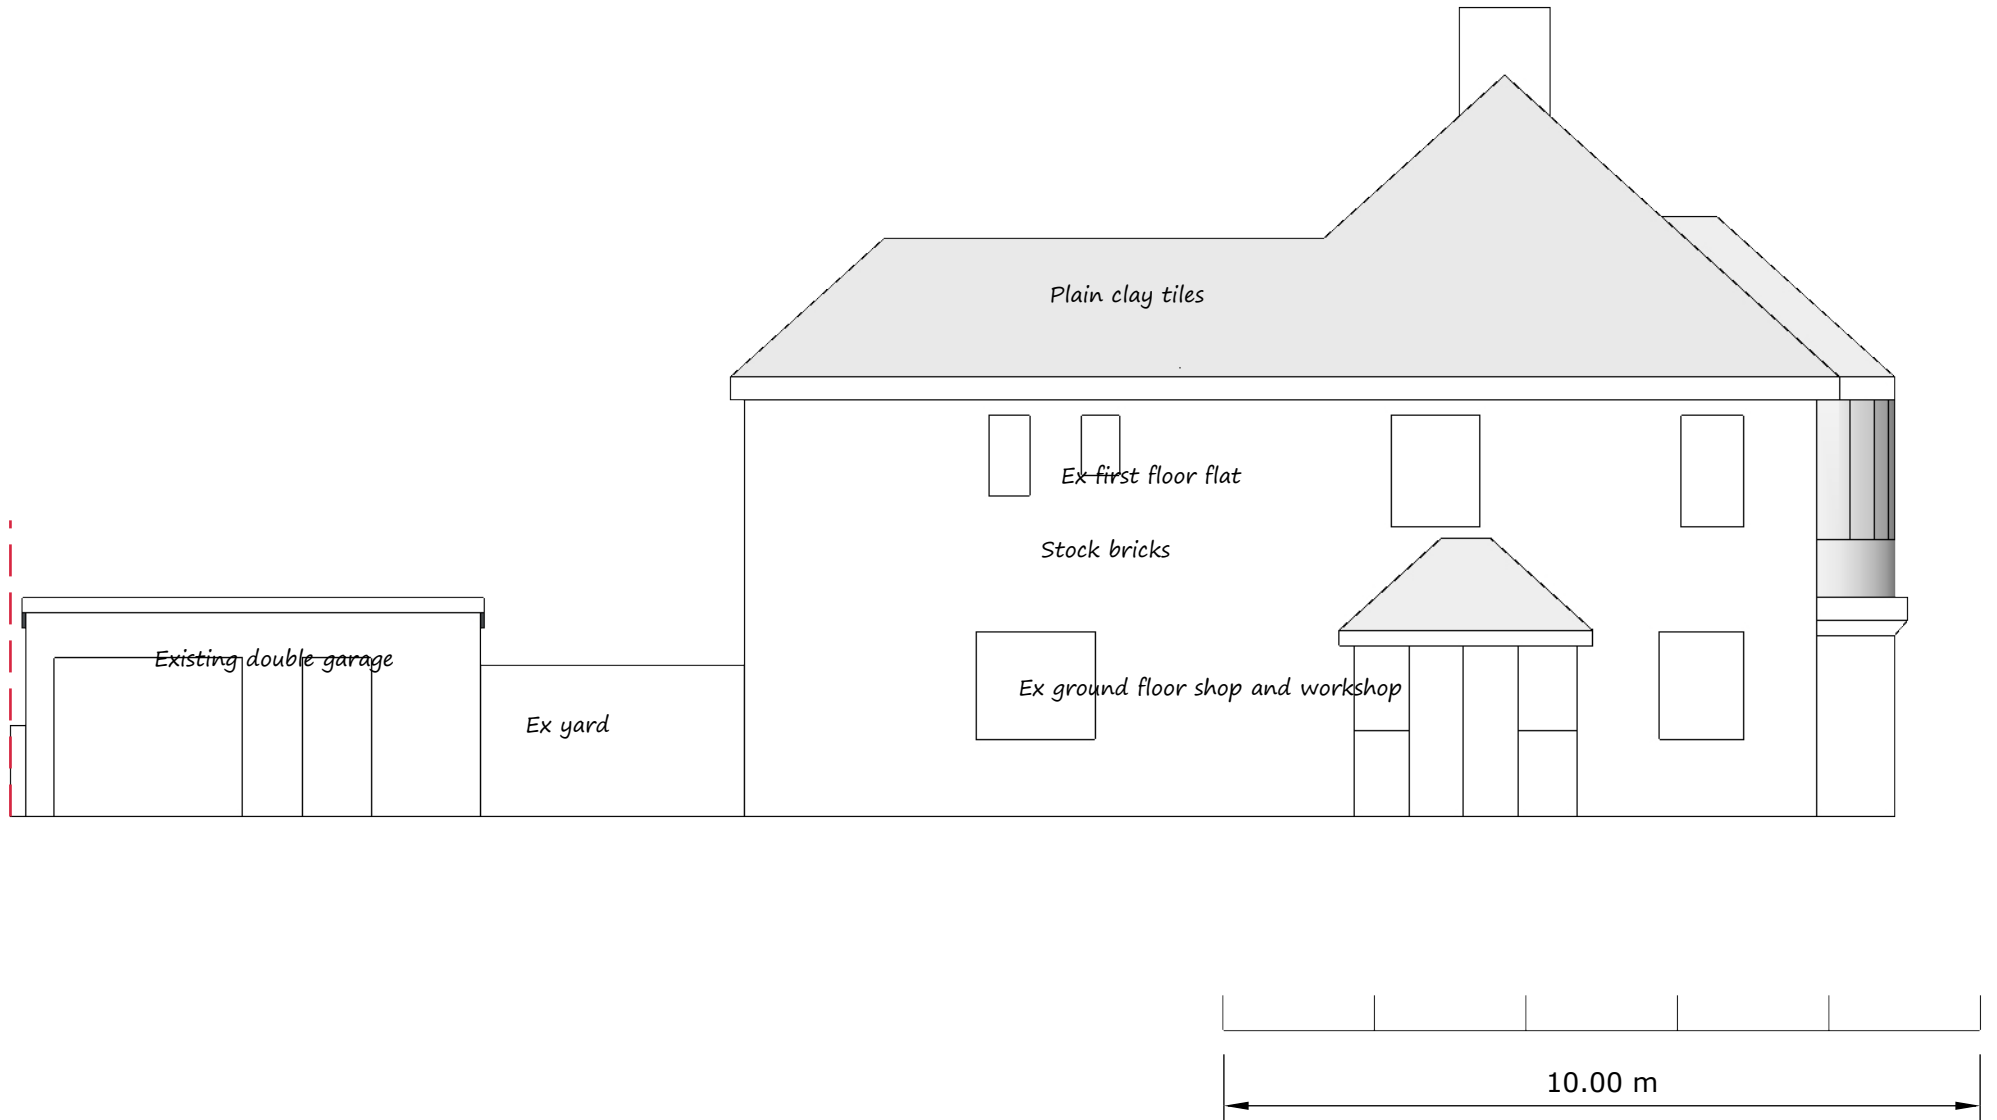 Plain clay tiles
Ex first floor flat
Stock bricks
Existing double garage
Ex ground floor shop and workshop
Ex yard
10.00 m